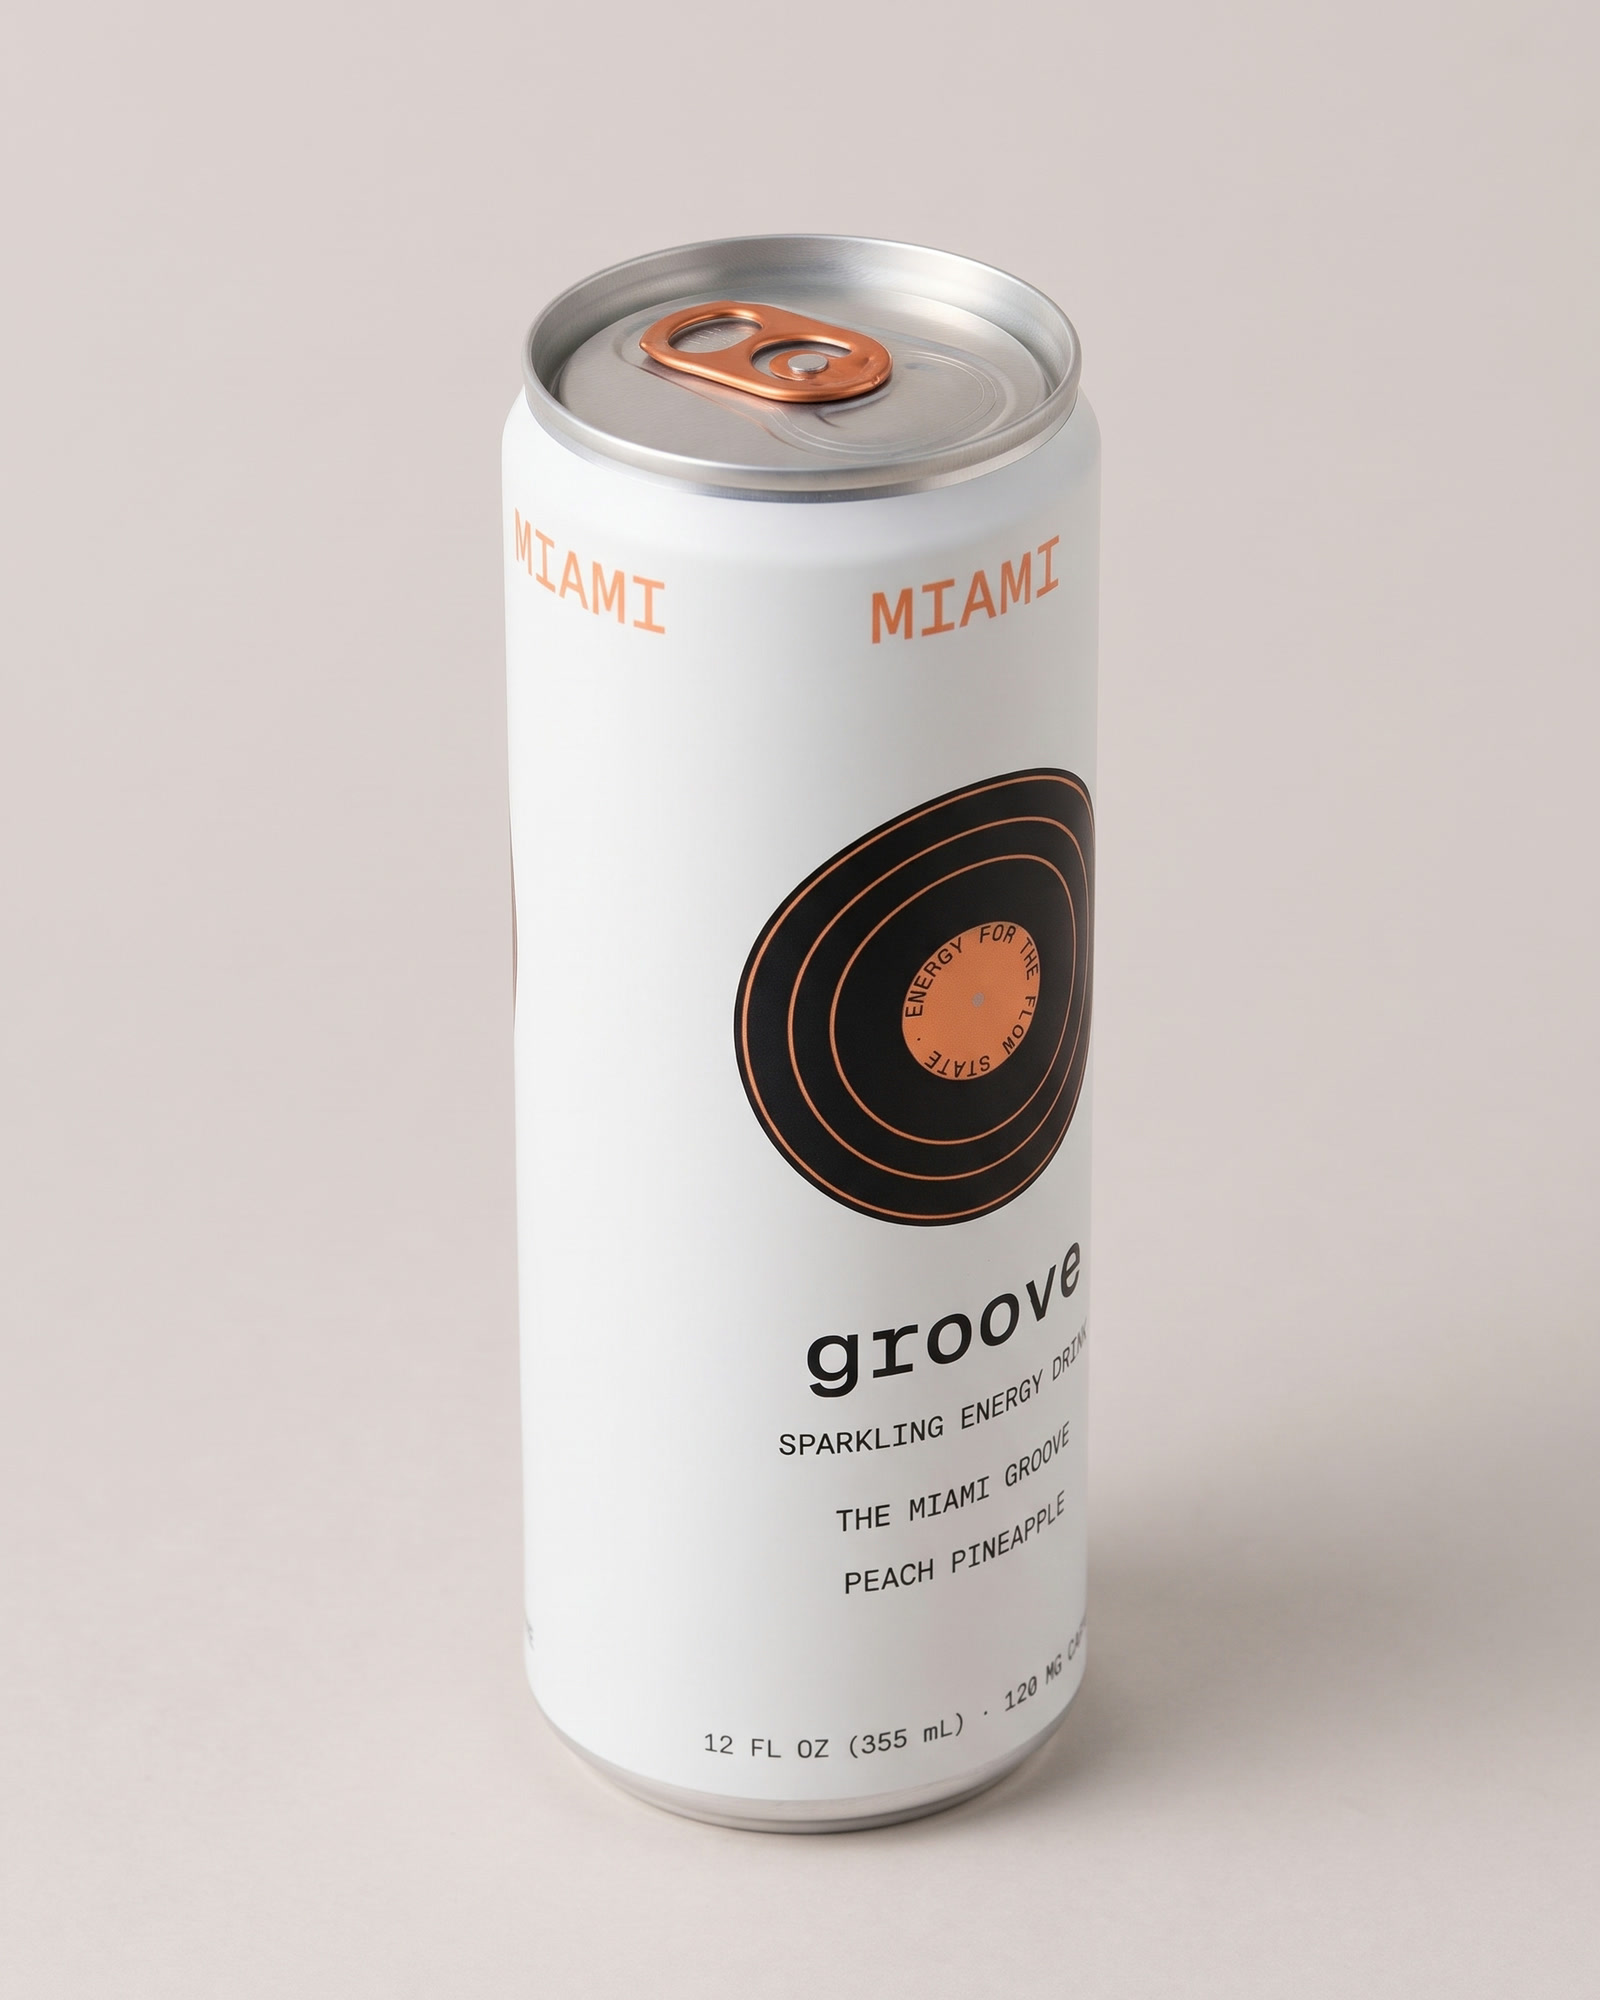 MIAMI
MIAMI
ENERGY FOR THE FLOW STATE ·
groove
SPARKLING ENERGY DRINK
THE MIAMI GROOVE
PEACH PINEAPPLE
12 FL OZ (355 mL) · 120 MG